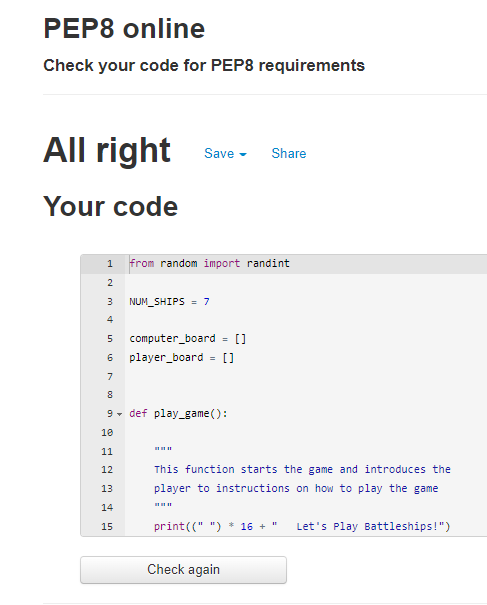 PEP8 online
Check your code for PEP8 requirements
All right Save Share
Your code
1 from random import randint
2
3 NUM_SHIPS = 7
4
5 computer_board = []
6 player_board = []
7
8
9 def play_game():
10
11 """
12 This function starts the game and introduces the
13 player to instructions on how to play the game
14 """
15 print((" ") * 16 + "   Let's Play Battleships!")
Check again